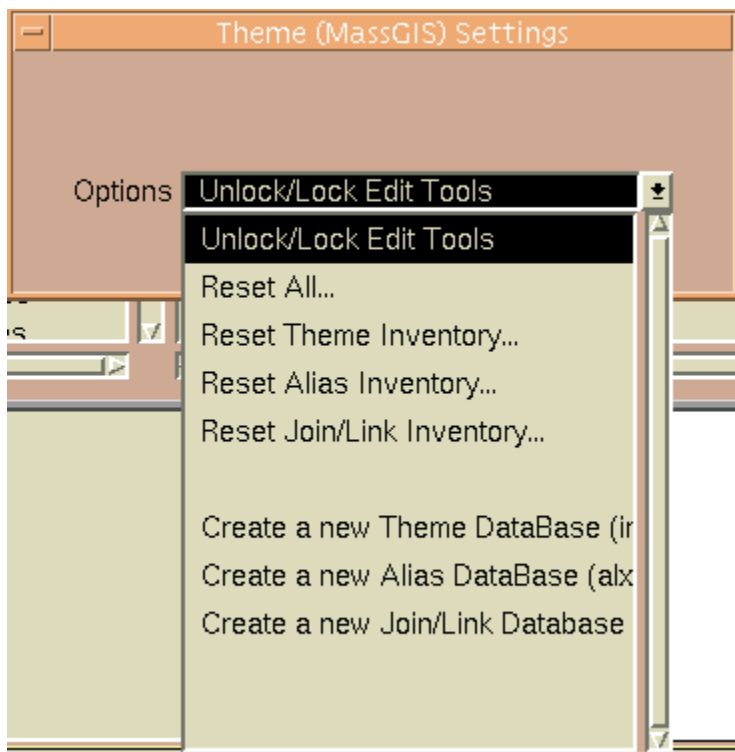 Theme (MassGIS) Settings
Options Unlock/Lock Edit Tools
Unlock/Lock Edit Tools
Reset All...
Reset Theme Inventory...
Reset Alias Inventory...
Reset Join/Link Inventory...
Create a new Theme DataBase (in
Create a new Alias DataBase (alx
Create a new Join/Link Database